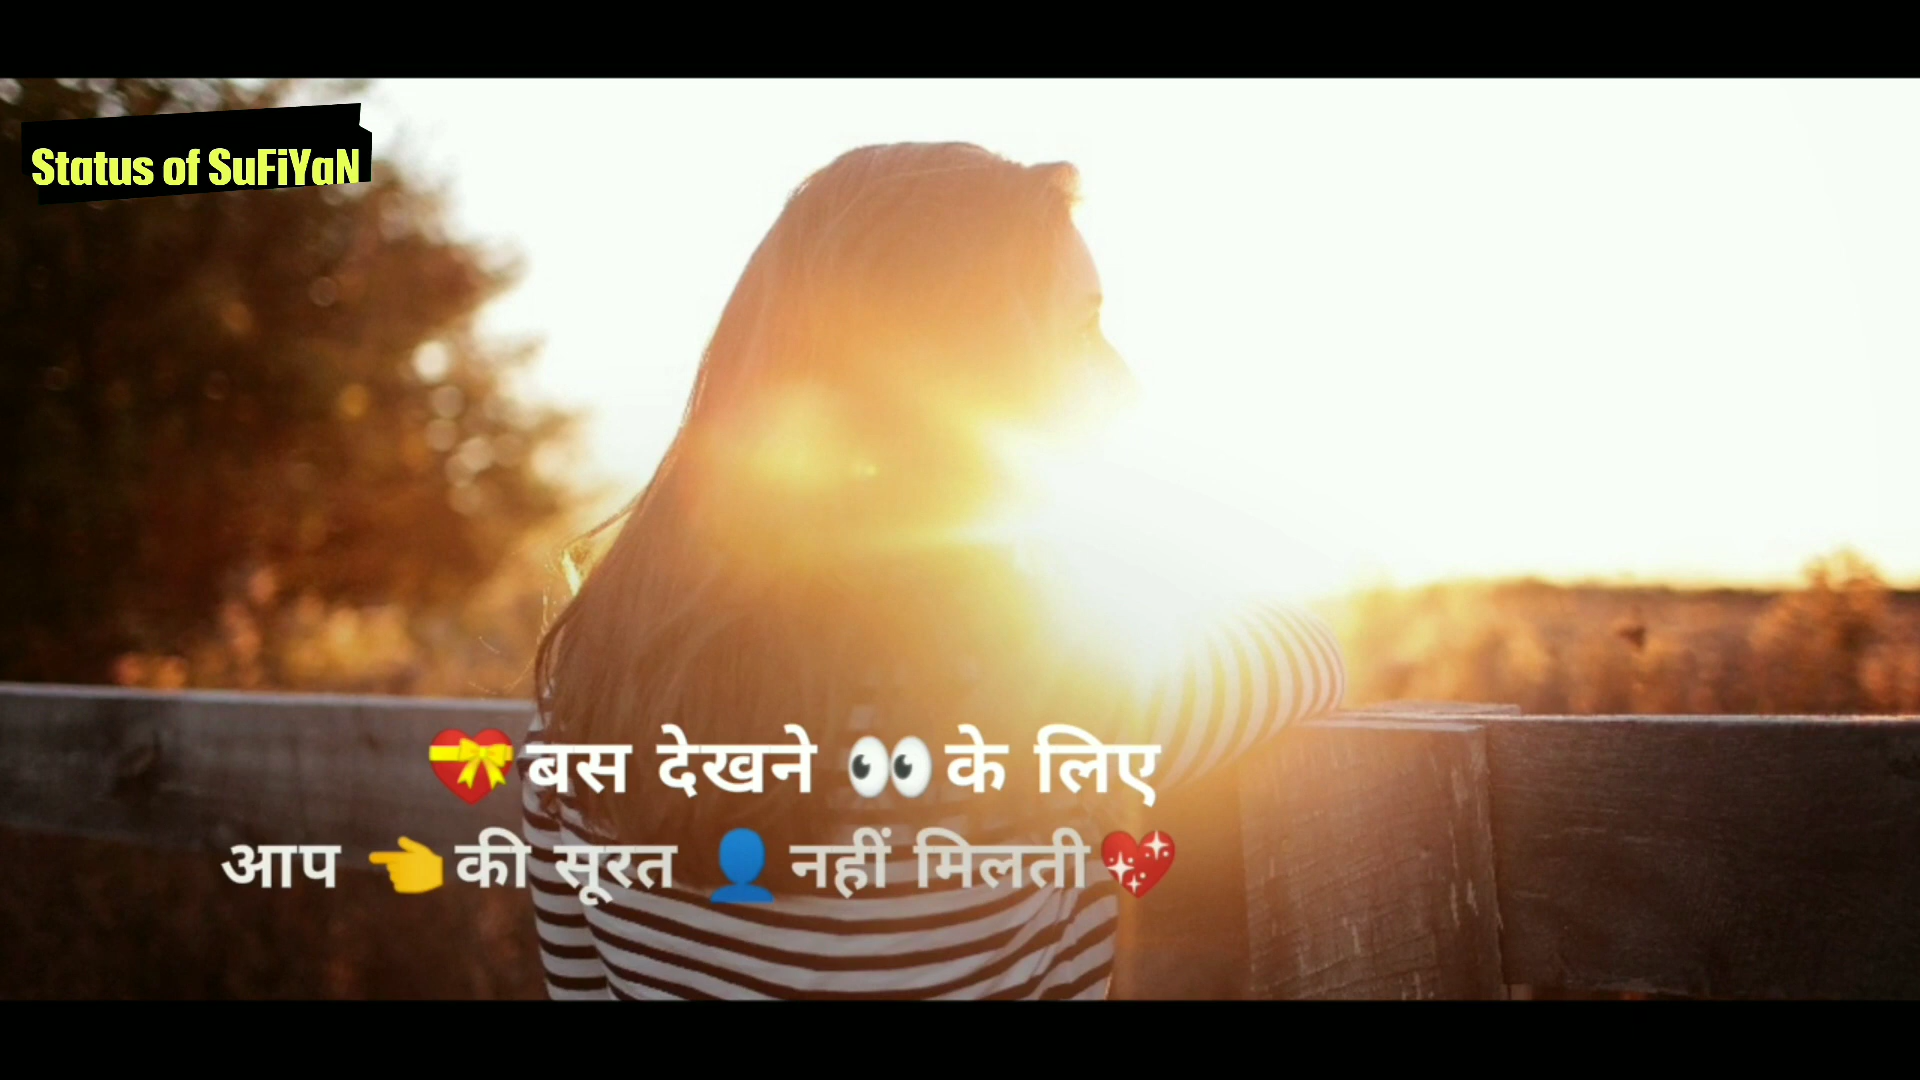 Status of SuFiYaN
💝बस देखने 👀के लिए
आप 👈की सूरत 👤नहीं मिलती💖